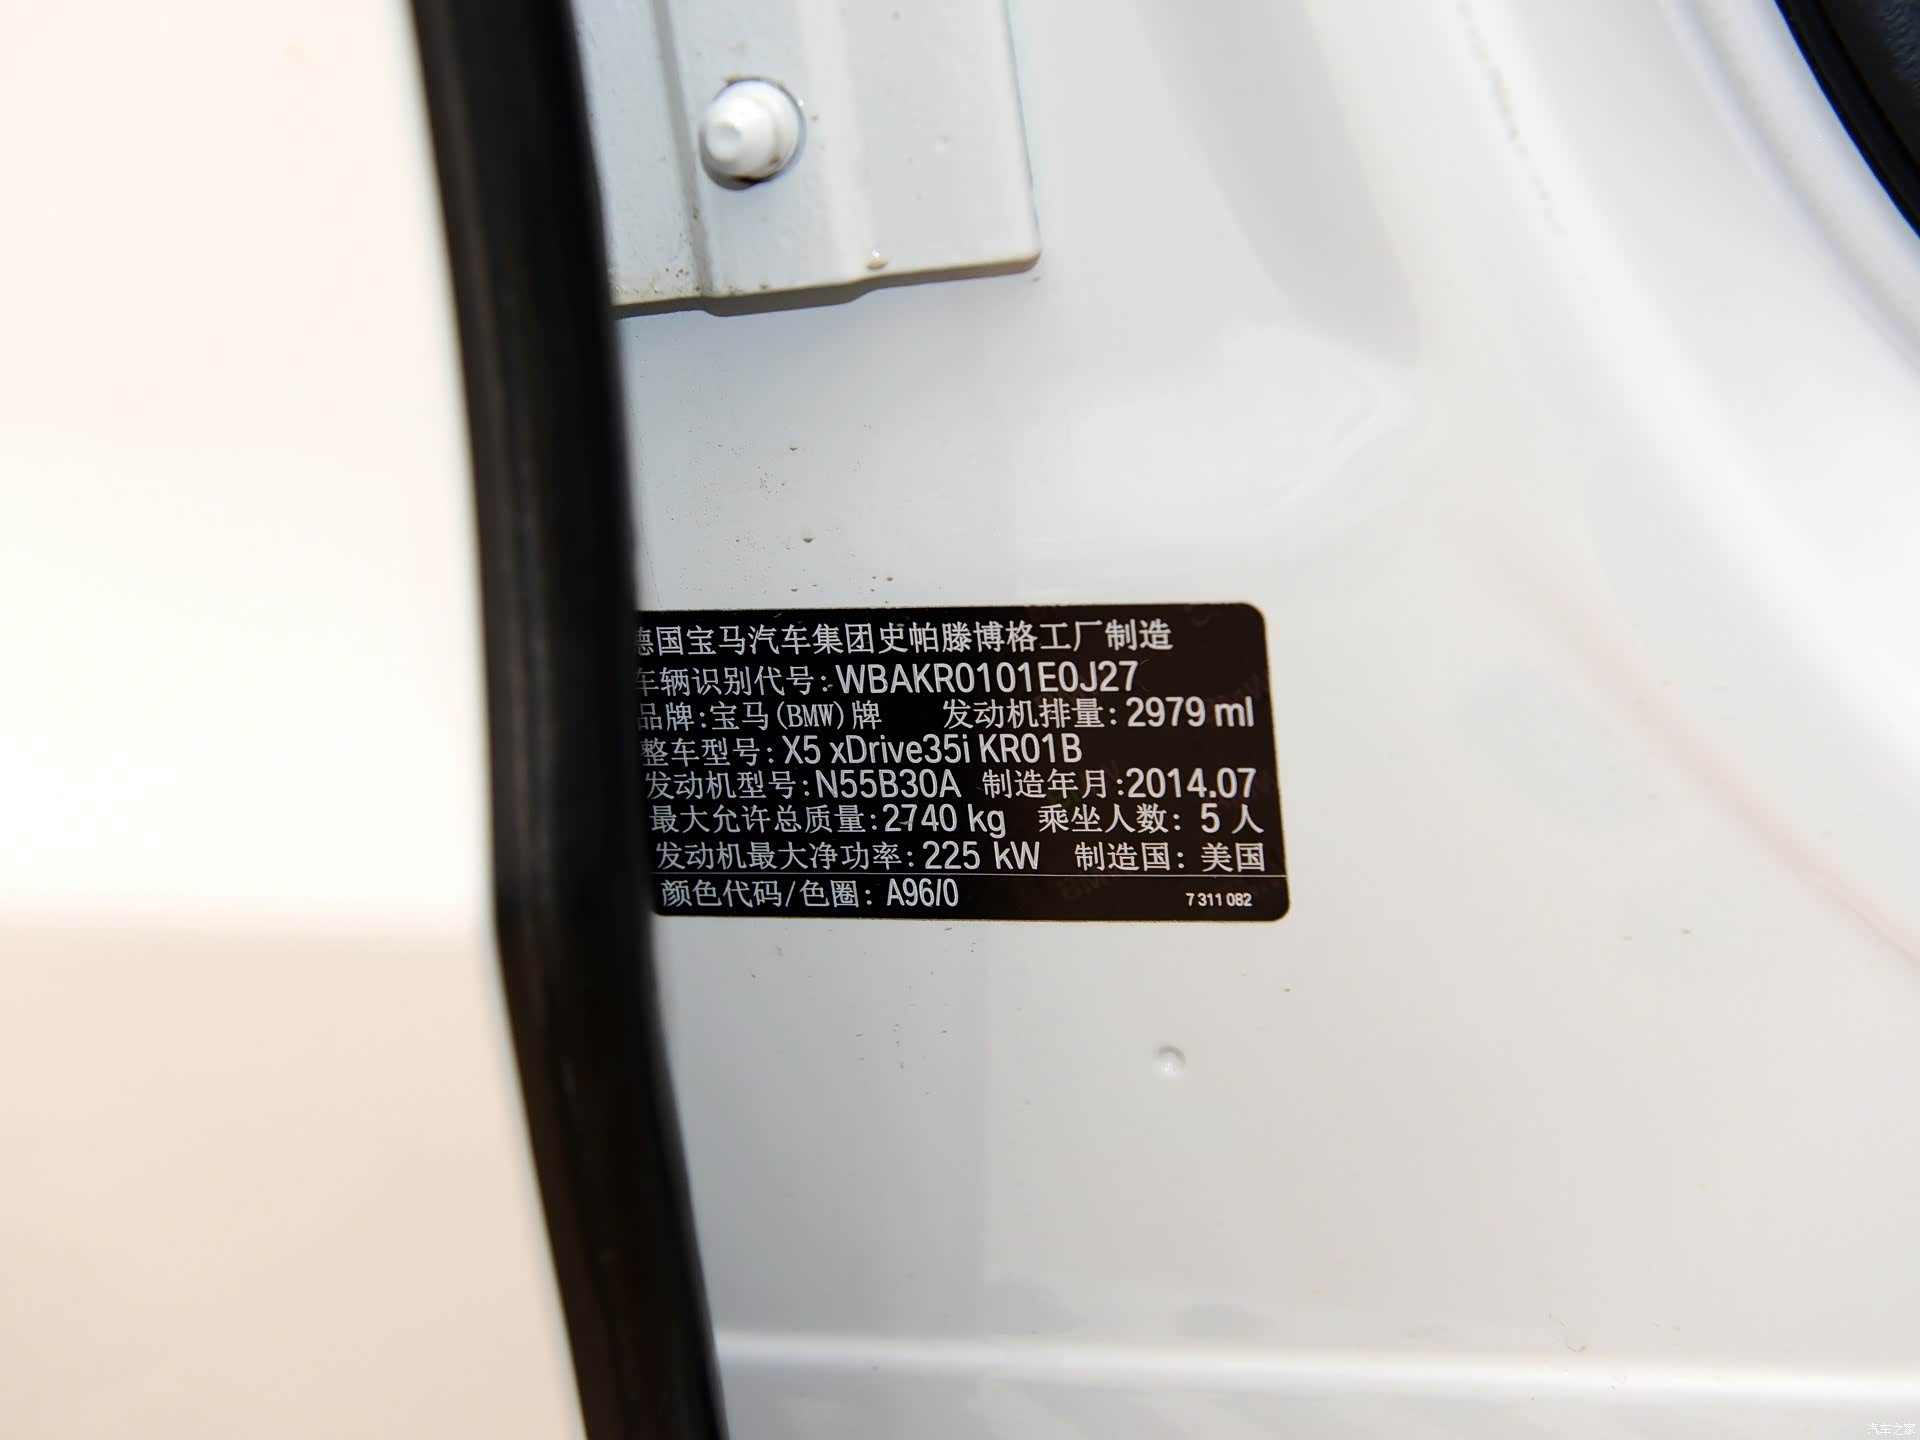 德国宝马汽车集团史帕滕博格工厂制造
车辆识别代号:WBAKR0101E0J27
品牌:宝马(BMW)牌 发动机排量:2979 ml
整车型号:X5 xDrive35i KR01B
发动机型号:N55B30A 制造年月:2014.07
最大允许总质量:2740 kg 乘坐人数: 5 人
发动机最大净功率:225 kW 制造国: 美国
颜色代码/色圈: A96/0 7 311 082
汽车之家